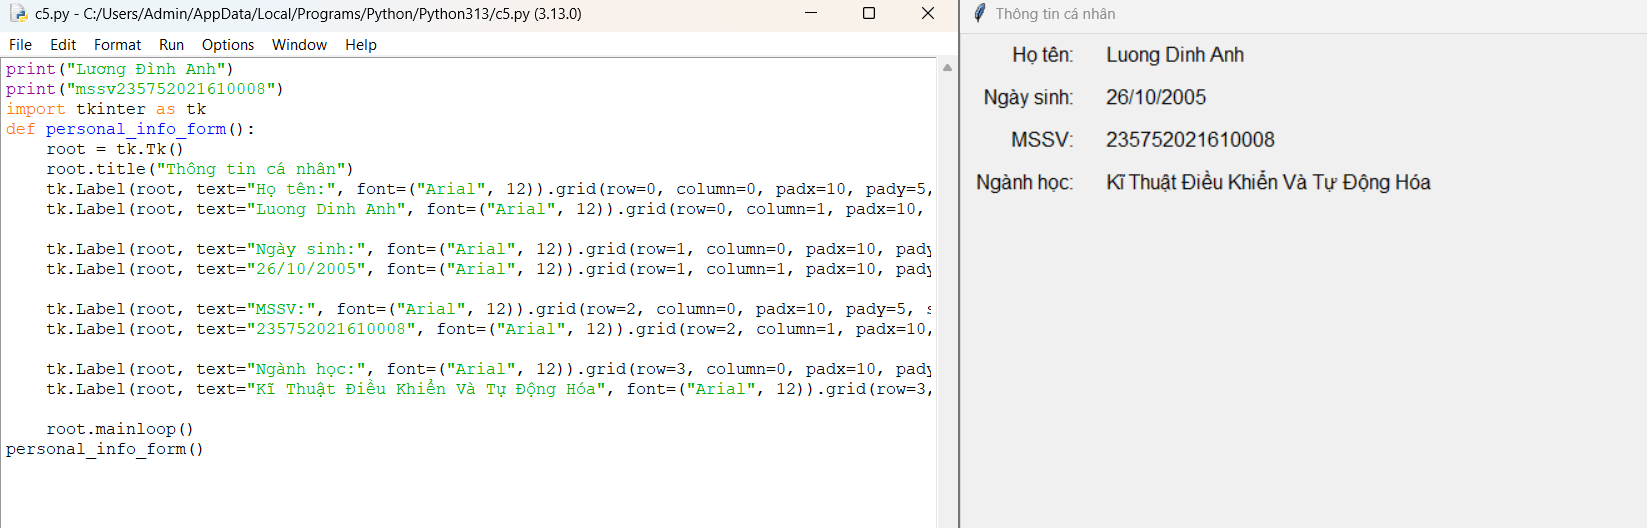 c5.py - C:/Users/Admin/AppData/Local/Programs/Python/Python313/c5.py (3.13.0)
File Edit Format Run Options Window Help
print("Lương Đình Anh")
print("mssv235752021610008")
import tkinter as tk
def personal_info_form():
    root = tk.Tk()
    root.title("Thông tin cá nhân")
    tk.Label(root, text="Họ tên:", font=("Arial", 12)).grid(row=0, column=0, padx=10, pady=5,
    tk.Label(root, text="Luong Dinh Anh", font=("Arial", 12)).grid(row=0, column=1, padx=10,
    tk.Label(root, text="Ngày sinh:", font=("Arial", 12)).grid(row=1, column=0, padx=10, pady
    tk.Label(root, text="26/10/2005", font=("Arial", 12)).grid(row=1, column=1, padx=10, pady
    tk.Label(root, text="MSSV:", font=("Arial", 12)).grid(row=2, column=0, padx=10, pady=5, s
    tk.Label(root, text="235752021610008", font=("Arial", 12)).grid(row=2, column=1, padx=10,
    tk.Label(root, text="Ngành học:", font=("Arial", 12)).grid(row=3, column=0, padx=10, pady
    tk.Label(root, text="Kĩ Thuật Điều Khiển Và Tự Động Hóa", font=("Arial", 12)).grid(row=3,
    root.mainloop()
personal_info_form()
Thông tin cá nhân
Họ tên: Luong Dinh Anh
Ngày sinh: 26/10/2005
MSSV: 235752021610008
Ngành học: Kĩ Thuật Điều Khiển Và Tự Động Hóa